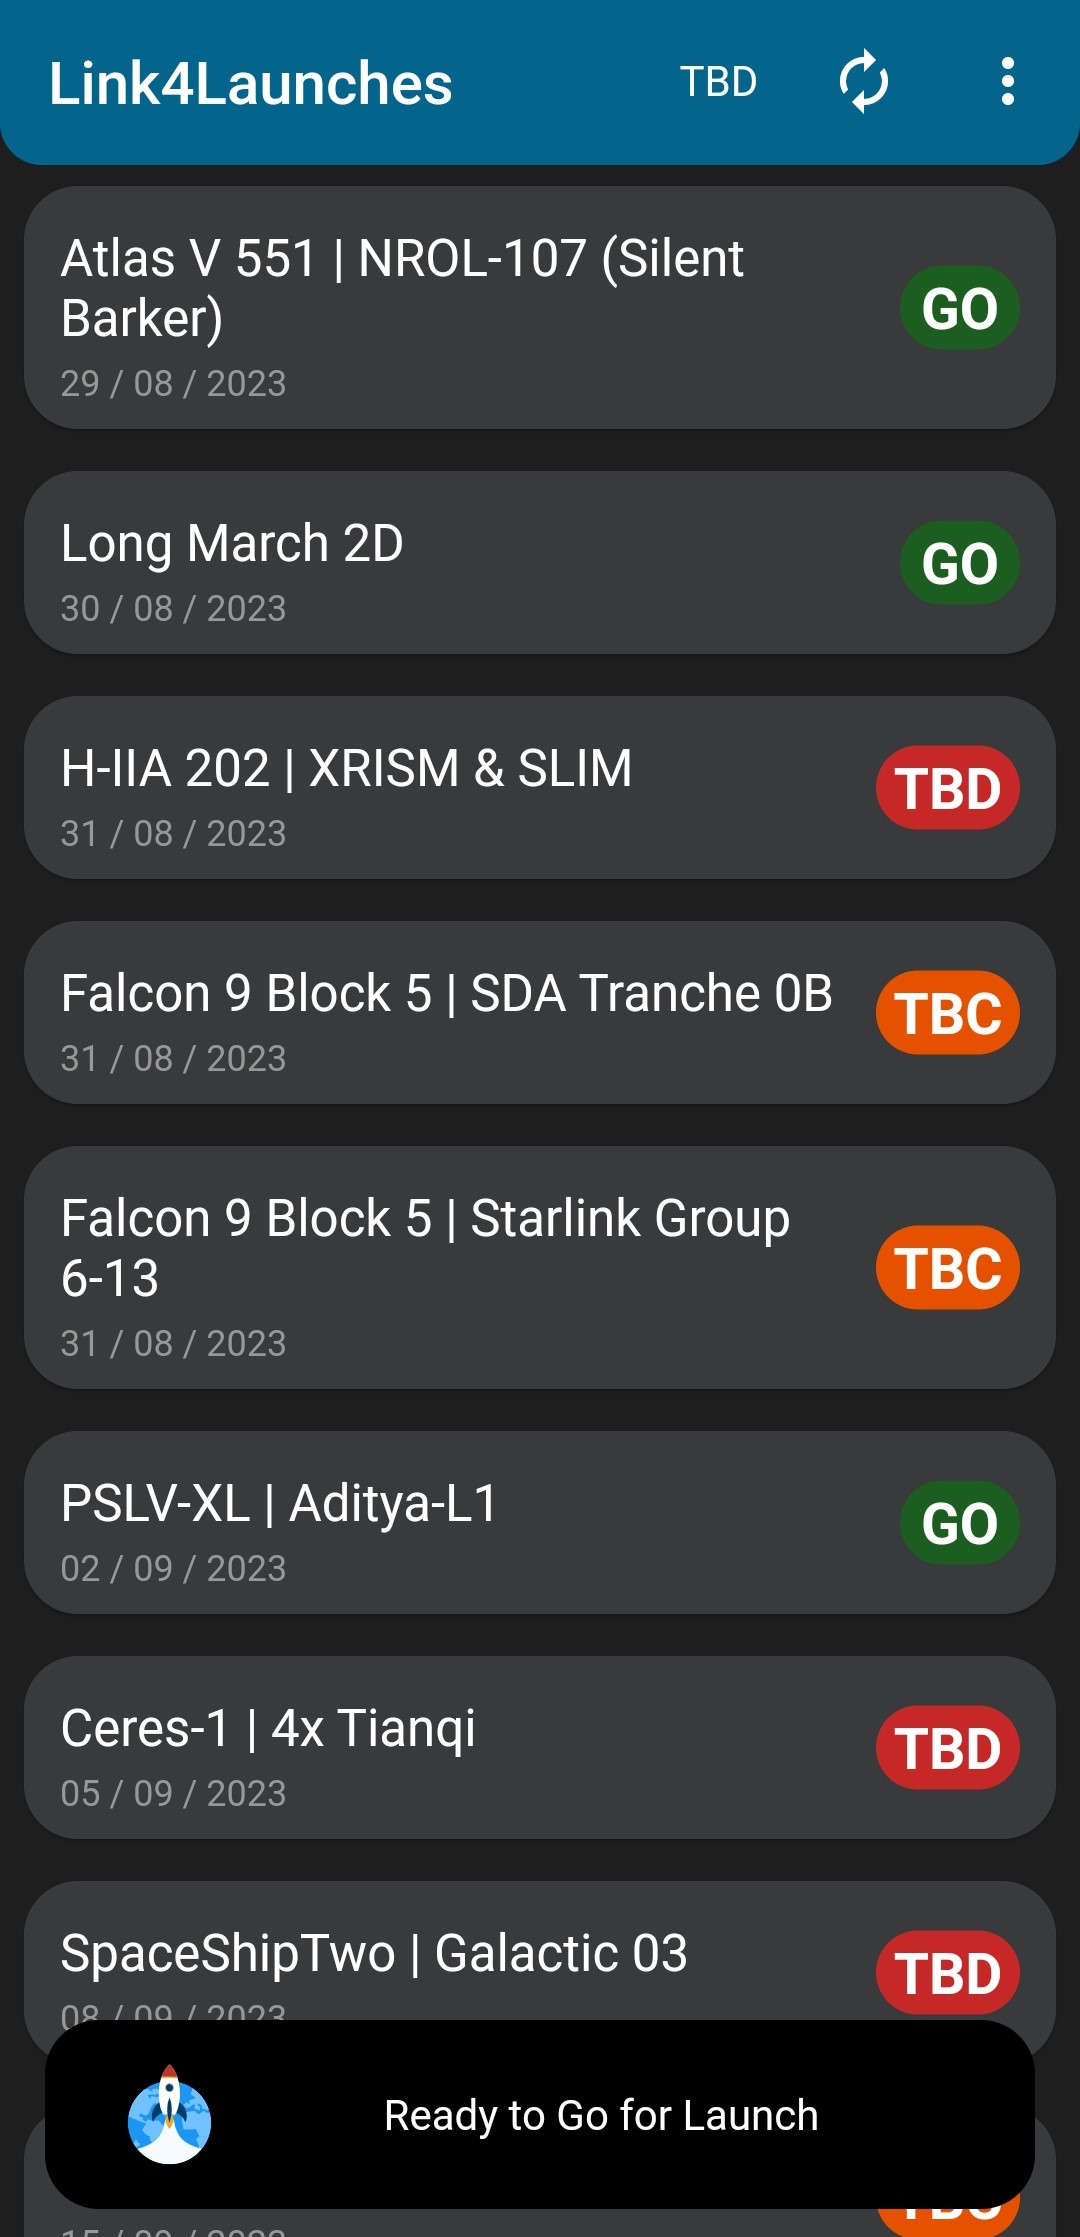 Link4Launches
TBD
Atlas V 551 | NROL-107 (Silent
Barker)
GO
29 / 08 / 2023
Long March 2D
GO
30 / 08 / 2023
H-IIA 202 | XRISM & SLIM
TBD
31 / 08 / 2023
Falcon 9 Block 5 | SDA Tranche 0B
TBC
31 / 08 / 2023
Falcon 9 Block 5 | Starlink Group
6-13
TBC
31 / 08 / 2023
PSLV-XL | Aditya-L1
GO
02 / 09 / 2023
Ceres-1 | 4x Tianqi
TBD
05 / 09 / 2023
SpaceShipTwo | Galactic 03
TBD
08 / 09 / 2023
Ready to Go for Launch